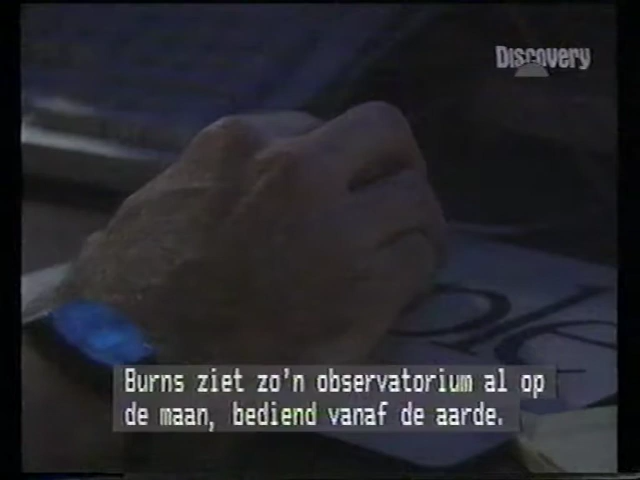 Discovery
Burns ziet zo'n observatorium al op
de maan, bediend vanaf de aarde.